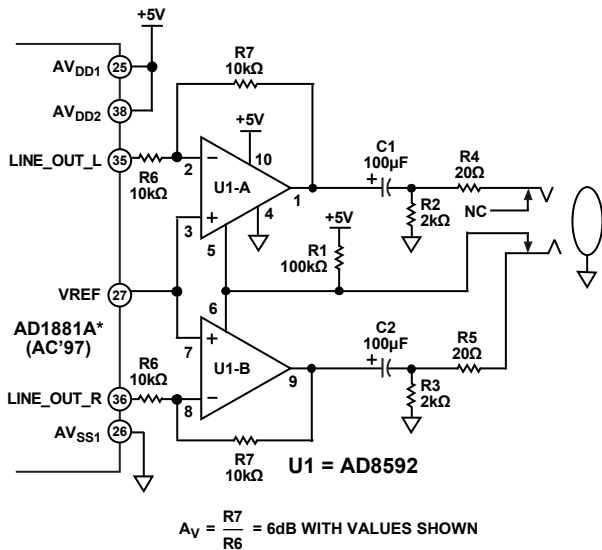 +5V
R7
10kΩ
AVDD1
25
AVDD2
38
+5V
LINE_OUT_L
35
R6
10kΩ
2
−
10
U1-A
1
C1
100µF
+
R4
20Ω
NC
4
+
3
5
+5V
R1
100kΩ
R2
2kΩ
VREF
27
6
AD1881A*
(AC'97)
7
+
U1-B
9
C2
100µF
+
R5
20Ω
R6
10kΩ
LINE_OUT_R
36
8
−
R3
2kΩ
AVSS1
26
R7
10kΩ
U1 = AD8592
AV = R7/R6 = 6dB WITH VALUES SHOWN